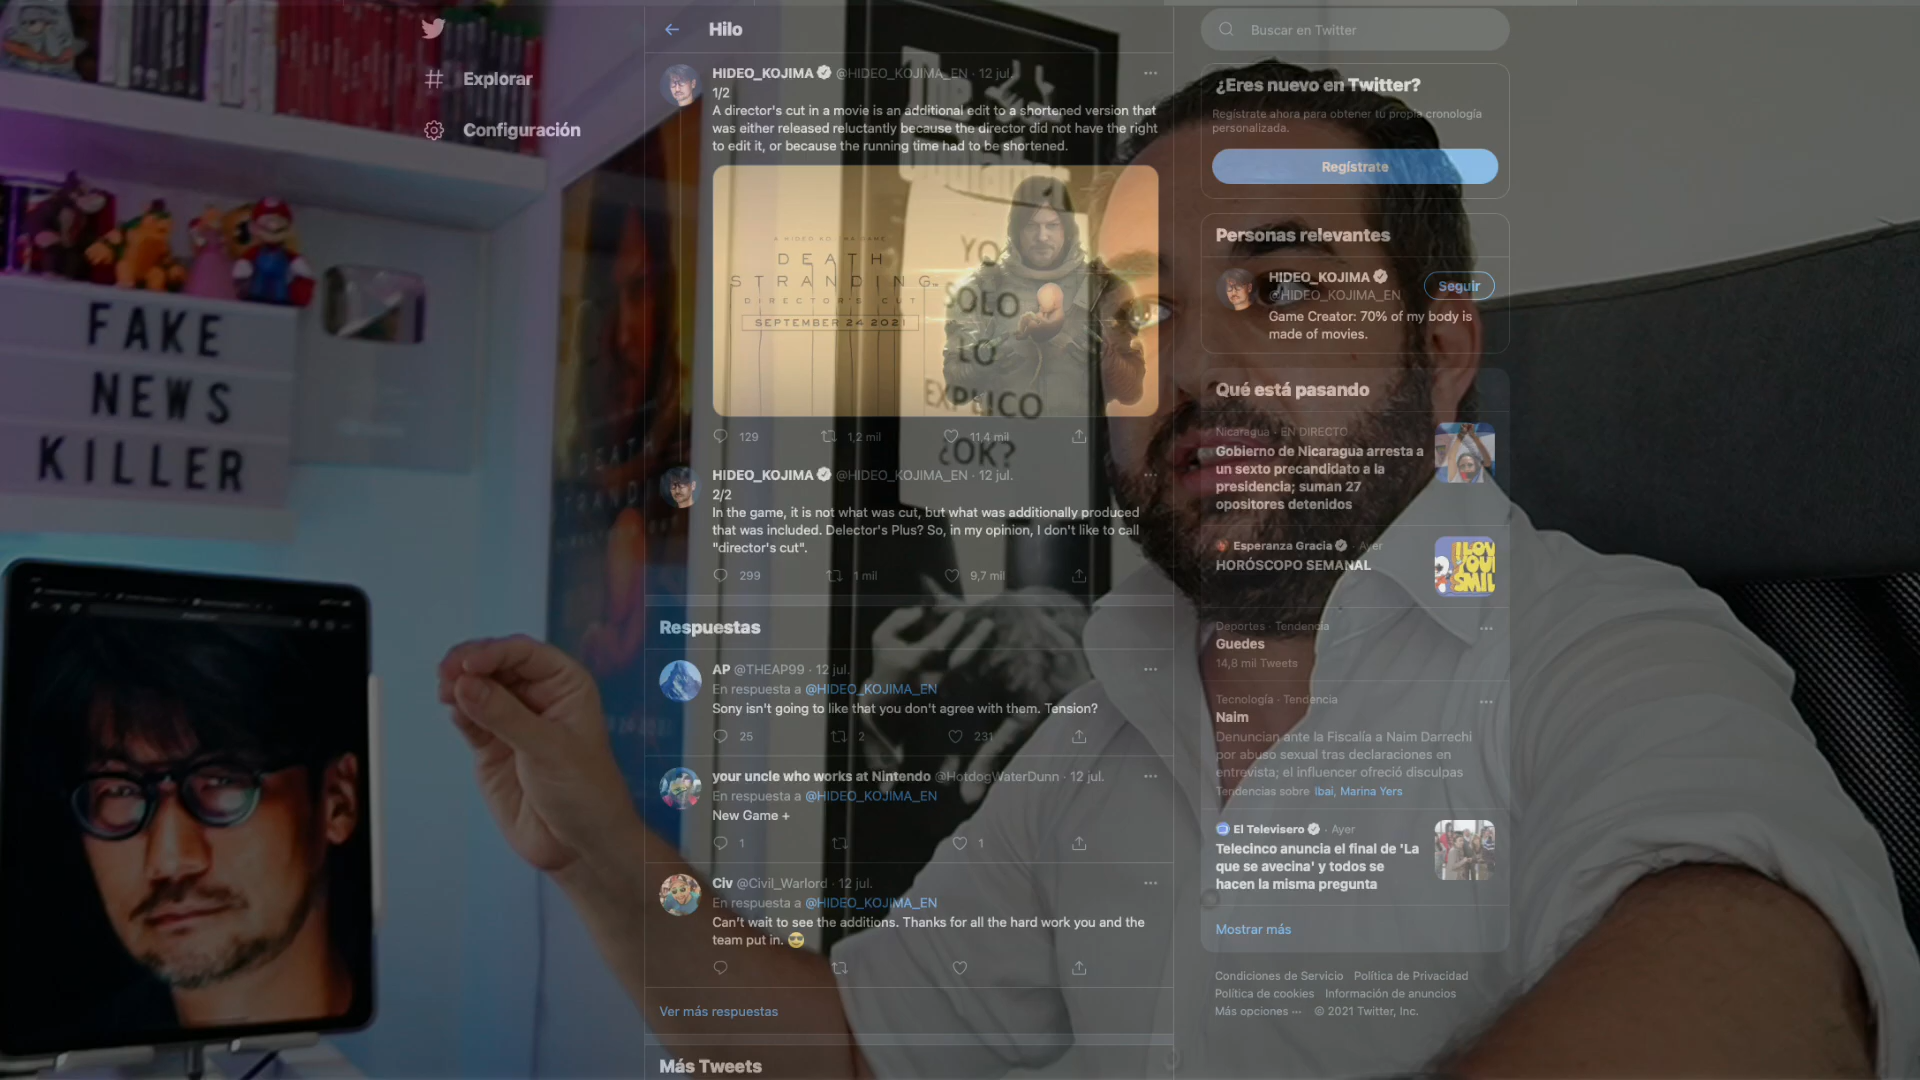 Explorar
Configuración
Hilo
HIDEO_KOJIMA @HIDEO_KOJIMA_EN · 12 jul.
1/2
A director's cut in a movie is an additional edit to a shortened version that
was either released reluctantly because the director did not have the right
to edit it, or because the running time had to be shortened.
A HIDEO KOJIMA GAME
DEATH
STRANDING
DIRECTOR'S CUT
SEPTEMBER 24 2021
129 1,2 mil 11,4 mil
HIDEO_KOJIMA @HIDEO_KOJIMA_EN · 12 jul.
2/2
In the game, it is not what was cut, but what was additionally produced
that was included. Delector's Plus? So, in my opinion, I don't like to call
"director's cut".
299 1 mil 9,7 mil
Respuestas
AP @THEAP99 · 12 jul.
En respuesta a @HIDEO_KOJIMA_EN
Sony isn't going to like that you don't agree with them. Tension?
25 2 231
your uncle who works at Nintendo @HotdogWaterDunn · 12 jul.
En respuesta a @HIDEO_KOJIMA_EN
New Game +
1 1
Civ @Civil_Warlord · 12 jul.
En respuesta a @HIDEO_KOJIMA_EN
Can't wait to see the additions. Thanks for all the hard work you and the
team put in. 😎
Ver más respuestas
Más Tweets
Buscar en Twitter
¿Eres nuevo en Twitter?
Regístrate ahora para obtener tu propia cronología
personalizada.
Regístrate
Personas relevantes
HIDEO_KOJIMA
@HIDEO_KOJIMA_EN
Seguir
Game Creator: 70% of my body is
made of movies.
Qué está pasando
Nicaragua · EN DIRECTO
Gobierno de Nicaragua arresta a
un sexto precandidato a la
presidencia; suman 27
opositores detenidos
Esperanza Gracia · Ayer
HORÓSCOPO SEMANAL
I LOV
YOU
SMIL
Deportes · Tendencia
Guedes
14,8 mil Tweets
Tecnología · Tendencia
Naim
Denuncian ante la Fiscalía a Naim Darrechi
por abuso sexual tras declaraciones en
entrevista; el influencer ofreció disculpas
Tendencias sobre Ibai, Marina Yers
El Televisero · Ayer
Telecinco anuncia el final de 'La
que se avecina' y todos se
hacen la misma pregunta
Mostrar más
Condiciones de Servicio Política de Privacidad
Política de cookies Información de anuncios
Más opciones ··· © 2021 Twitter, Inc.
FAKE
NEWS
KILLER
DEATH
YO
SOLO
LO
EXPLICO
¿OK?